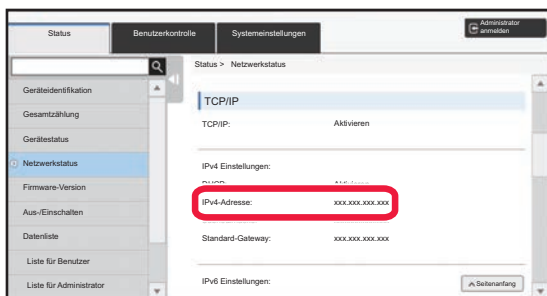 Status
Benutzerkontrolle
Systemeinstellungen
Administrator
anmelden
Status > Netzwerkstatus
Geräteidentifikation
Gesamtzählung
Gerätestatus
Netzwerkstatus
Firmware-Version
Aus-/Einschalten
Datenliste
Liste für Benutzer
Liste für Administrator
TCP/IP
TCP/IP: Aktivieren
IPv4 Einstellungen:
DHCP: Aktivieren
IPv4-Adresse: xxx.xxx.xxx.xxx
Standard-Gateway: xxx.xxx.xxx.xxx
IPv6 Einstellungen:
Seitenanfang